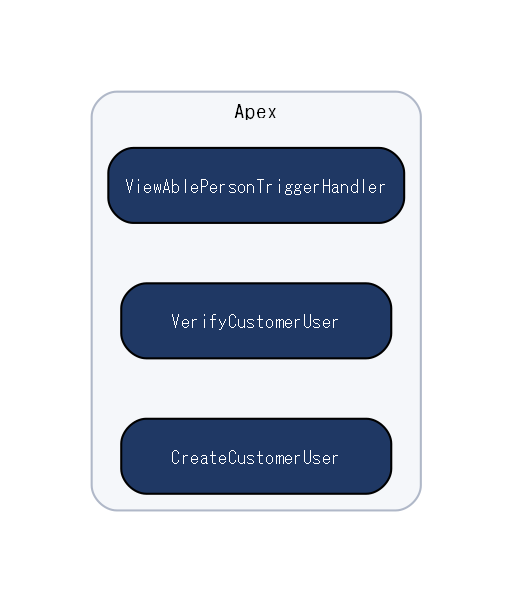 Apex
ViewAblePersonTriggerHandler
VerifyCustomerUser
CreateCustomerUser